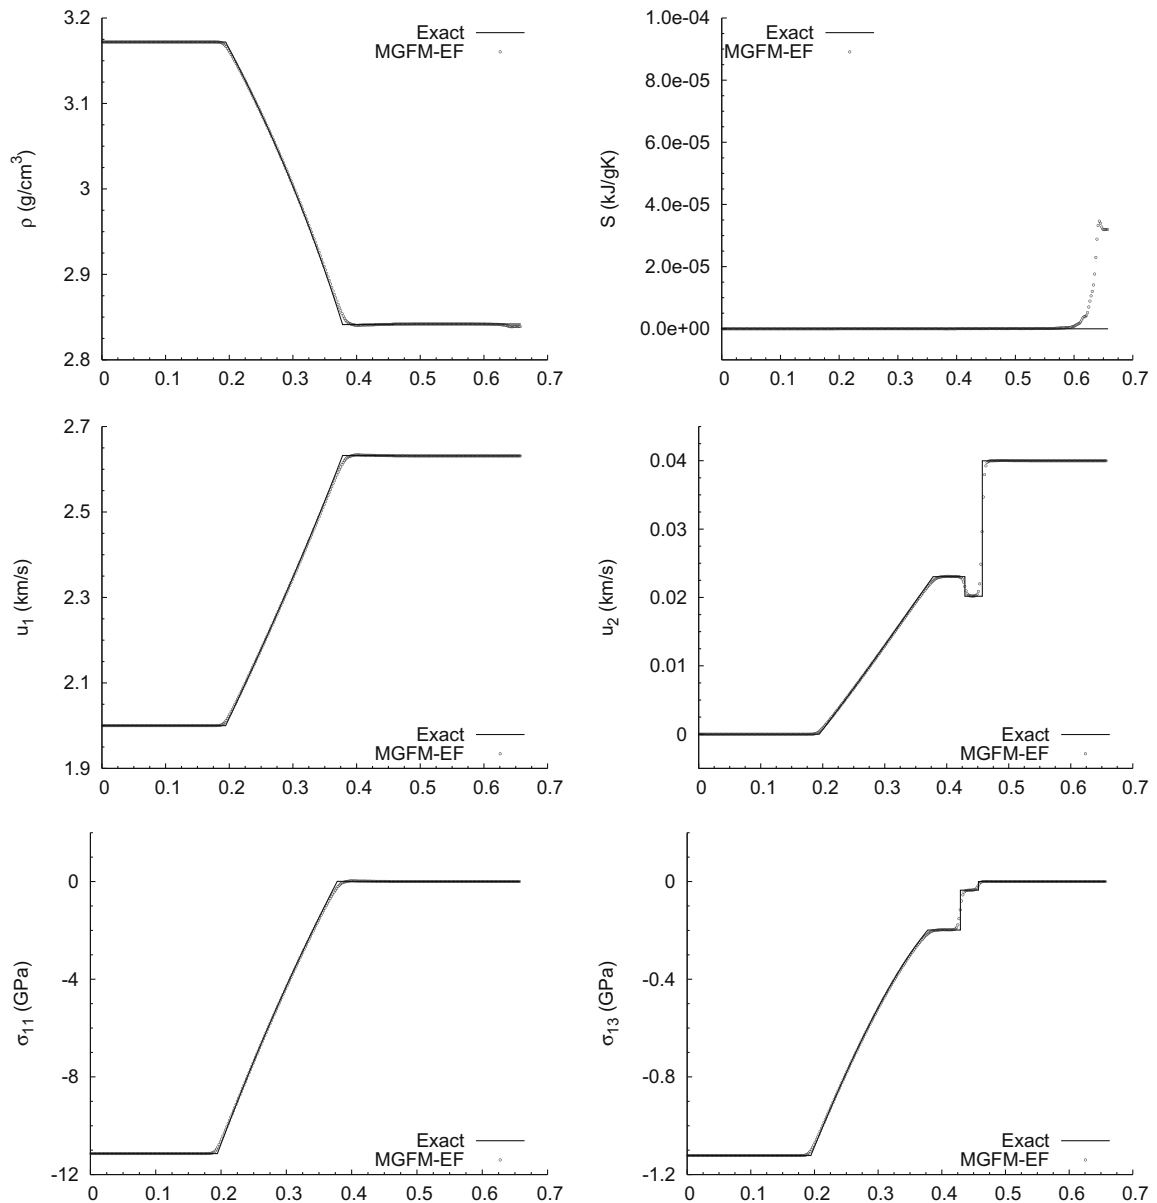 3.2
3.1
3
2.9
2.8
ρ (g/cm³)
Exact
MGFM-EF
0 0.1 0.2 0.3 0.4 0.5 0.6 0.7
1.0e-04
8.0e-05
6.0e-05
4.0e-05
2.0e-05
0.0e+00
S (kJ/gK)
Exact
MGFM-EF
0 0.1 0.2 0.3 0.4 0.5 0.6 0.7
2.7
2.5
2.3
2.1
1.9
u₁ (km/s)
Exact
MGFM-EF
0 0.1 0.2 0.3 0.4 0.5 0.6 0.7
0.04
0.03
0.02
0.01
0
u₂ (km/s)
Exact
MGFM-EF
0 0.1 0.2 0.3 0.4 0.5 0.6 0.7
0
-4
-8
-12
σ₁₁ (GPa)
Exact
MGFM-EF
0 0.1 0.2 0.3 0.4 0.5 0.6 0.7
0
-0.4
-0.8
-1.2
σ₁₃ (GPa)
Exact
MGFM-EF
0 0.1 0.2 0.3 0.4 0.5 0.6 0.7